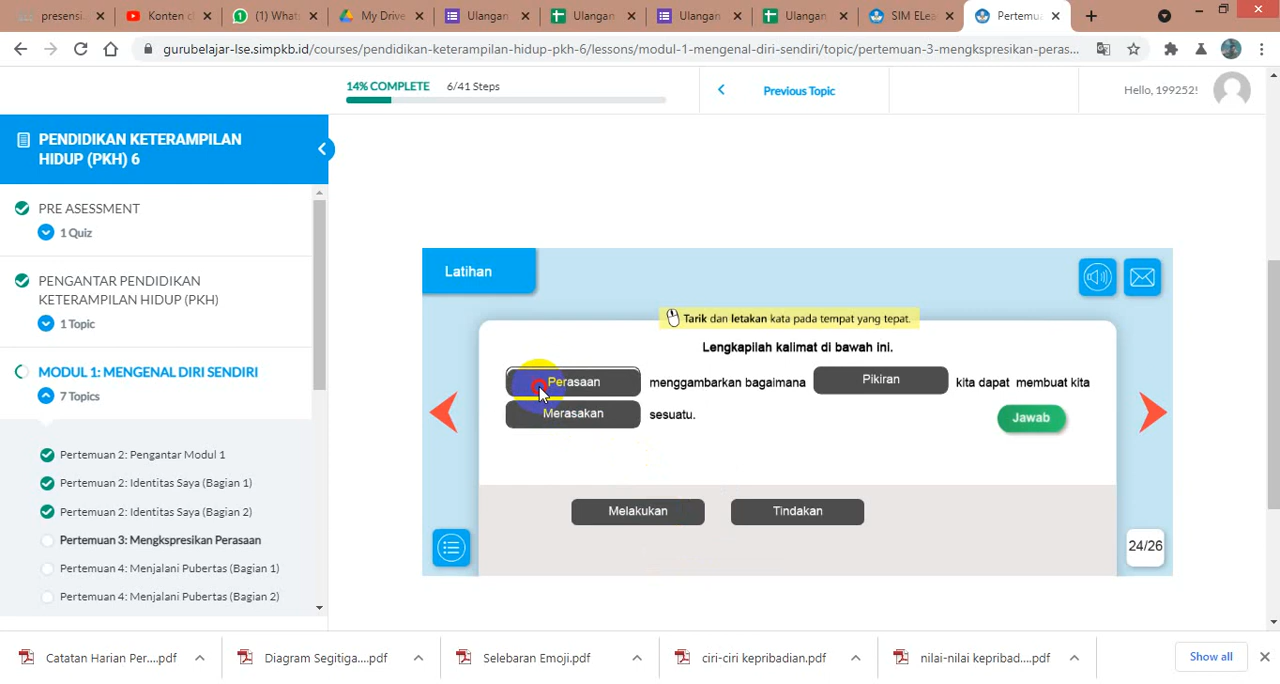 presensi
Konten c
(1) What
My Drive
Ulangan
Ulangan
Ulangan
Ulangan
SIM ELea
Pertemu
gurubelajar-lse.simpkb.id/courses/pendidikan-keterampilan-hidup-pkh-6/lessons/modul-1-mengenal-diri-sendiri/topic/pertemuan-3-mengkspresikan-peras...
14% COMPLETE 6/41 Steps
Previous Topic
Hello, 199252!
PENDIDIKAN KETERAMPILAN
HIDUP (PKH) 6
PRE ASESSMENT
1 Quiz
PENGANTAR PENDIDIKAN
KETERAMPILAN HIDUP (PKH)
1 Topic
MODUL 1: MENGENAL DIRI SENDIRI
7 Topics
Pertemuan 2: Pengantar Modul 1
Pertemuan 2: Identitas Saya (Bagian 1)
Pertemuan 2: Identitas Saya (Bagian 2)
Pertemuan 3: Mengkspresikan Perasaan
Pertemuan 4: Menjalani Pubertas (Bagian 1)
Pertemuan 4: Menjalani Pubertas (Bagian 2)
Latihan
Tarik dan letakan kata pada tempat yang tepat.
Lengkapilah kalimat di bawah ini.
Perasaan menggambarkan bagaimana Pikiran kita dapat membuat kita
Merasakan sesuatu.
Jawab
Melakukan Tindakan
24/26
Catatan Harian Per....pdf
Diagram Segitiga....pdf
Selebaran Emoji.pdf
ciri-ciri kepribadian.pdf
nilai-nilai kepribad....pdf
Show all